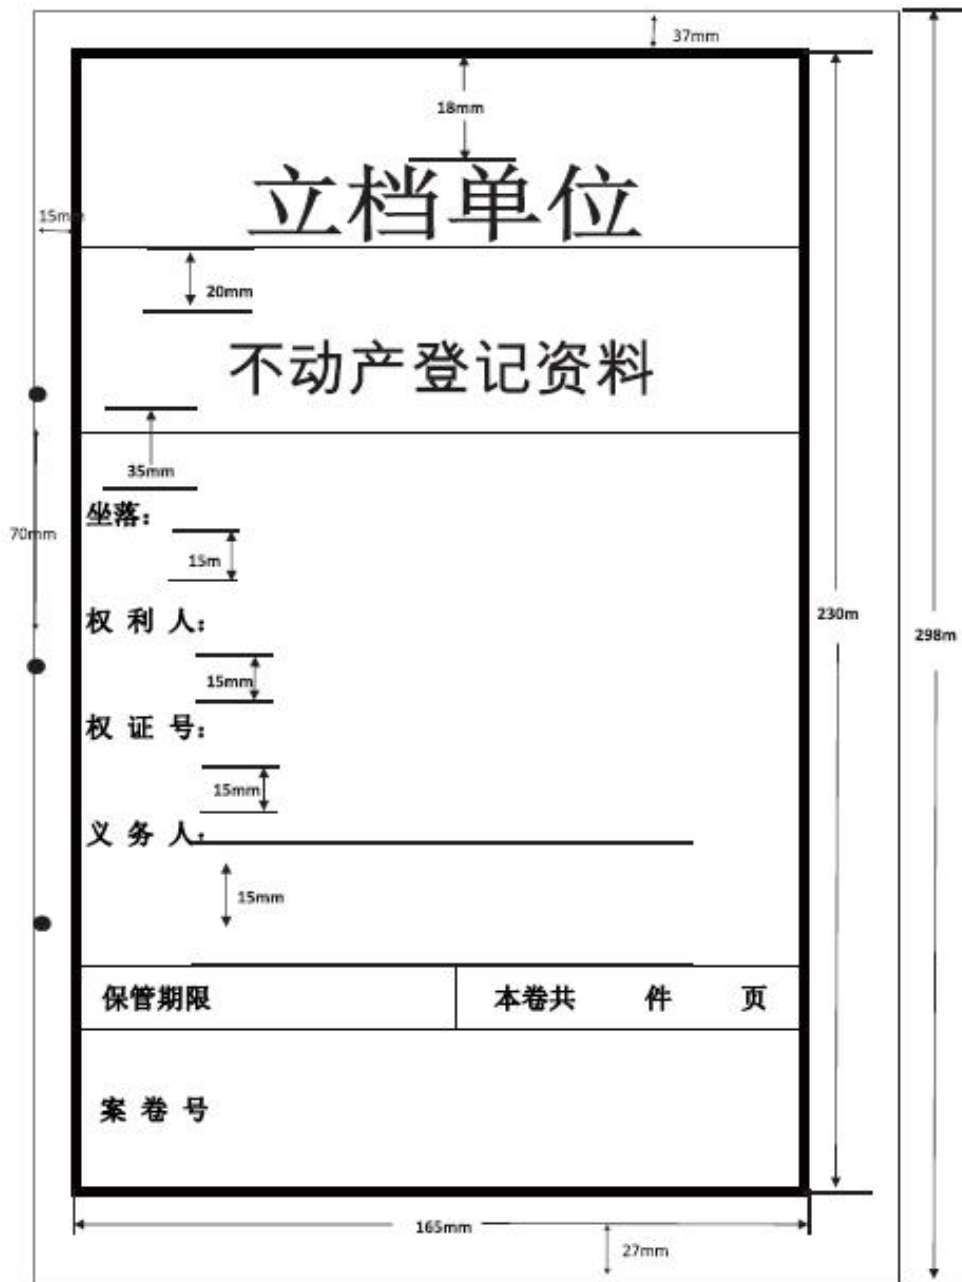 37mm
18mm
立档单位
15mm
20mm
不动产登记资料
35mm
坐落：
70mm
15m
权 利 人：
230m
298m
15mm
权 证 号：
15mm
义 务 人：
15mm
保管期限 本卷共 件 页
案 卷 号
165mm
27mm